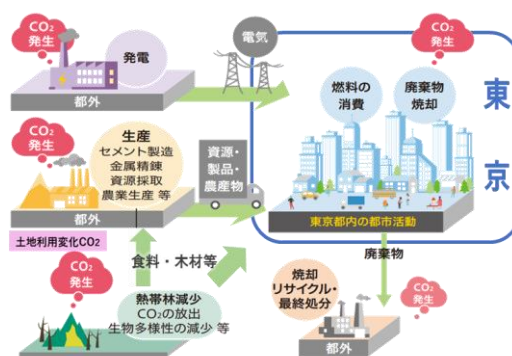 CO₂
発生
発電
都外
電気
CO₂
発生
燃料の
消費
廃棄物
焼却
東
京
CO₂
発生
生産
セメント製造
金属精錬
資源採取
農業生産 等
都外
資源・
製品・
農産物
東京都内の都市活動
土地利用変化CO₂
CO₂
発生
食料・木材等
熱帯林減少
CO₂の放出
生物多様性の減少 等
廃棄物
焼却
リサイクル・
最終処分
都外
CO₂
発生